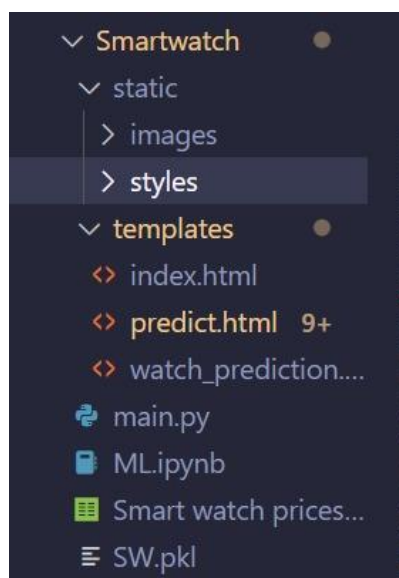 Smartwatch
static
images
styles
templates
index.html
predict.html 9+
watch_prediction....
main.py
ML.ipynb
Smart watch prices...
SW.pkl